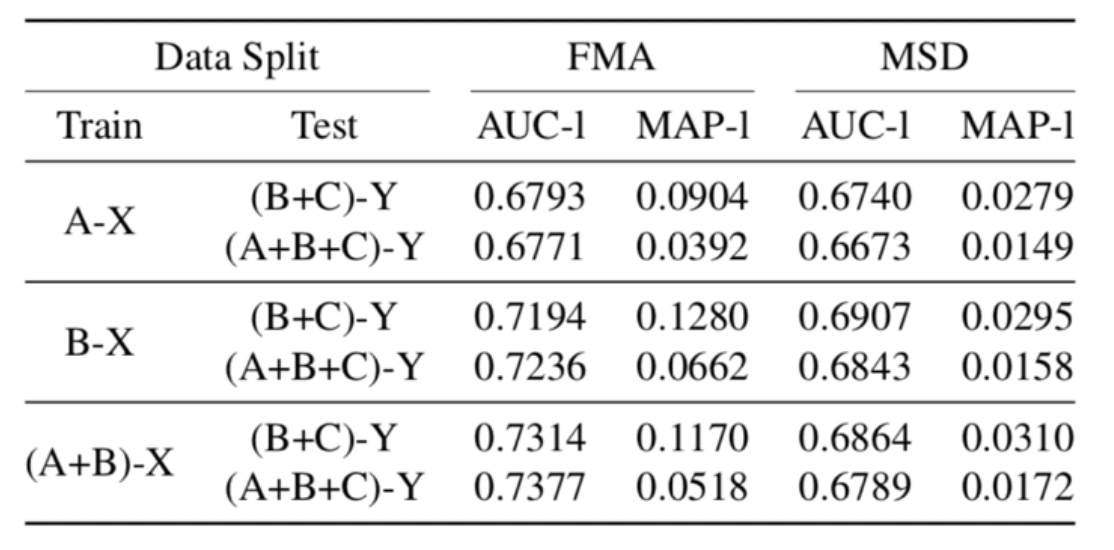 Data Split FMA MSD
Train Test AUC-l MAP-l AUC-l MAP-l
A-X (B+C)-Y 0.6793 0.0904 0.6740 0.0279
(A+B+C)-Y 0.6771 0.0392 0.6673 0.0149
B-X (B+C)-Y 0.7194 0.1280 0.6907 0.0295
(A+B+C)-Y 0.7236 0.0662 0.6843 0.0158
(A+B)-X (B+C)-Y 0.7314 0.1170 0.6864 0.0310
(A+B+C)-Y 0.7377 0.0518 0.6789 0.0172